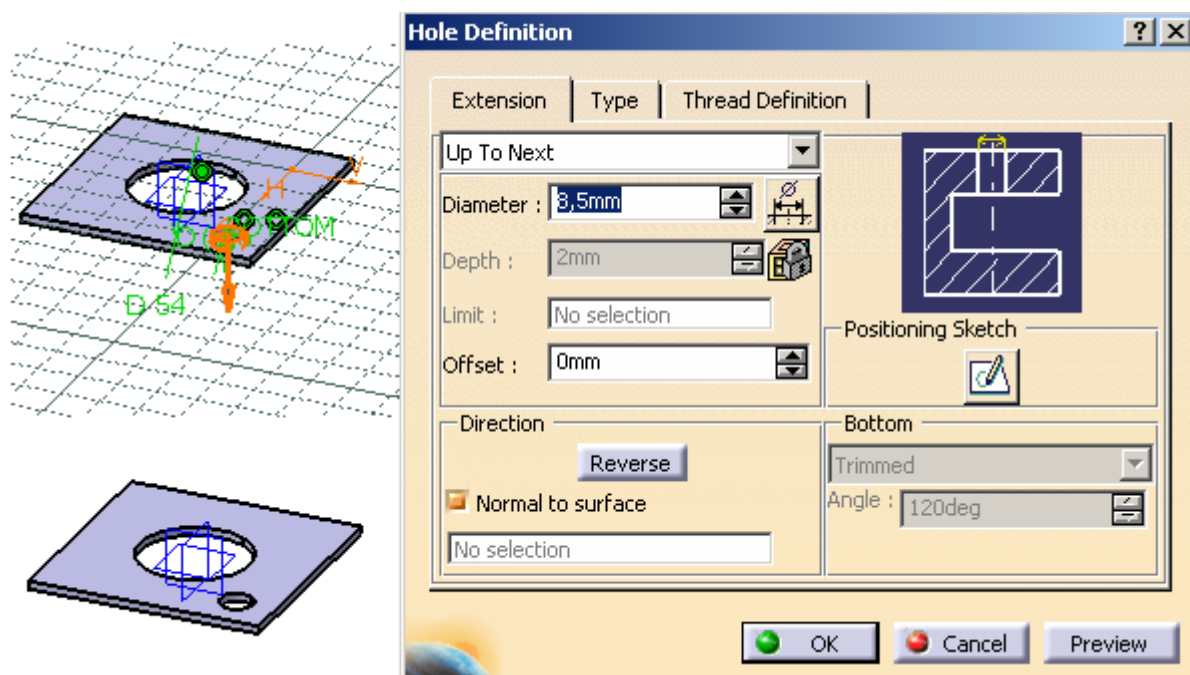 Hole Definition
Extension
Type
Thread Definition
Up To Next
Diameter :
8,5mm
Depth :
2mm
Limit :
No selection
Offset :
0mm
Positioning Sketch
Direction
Reverse
Normal to surface
No selection
Bottom
Trimmed
Angle :
120deg
OK
Cancel
Preview
V
H
D 54